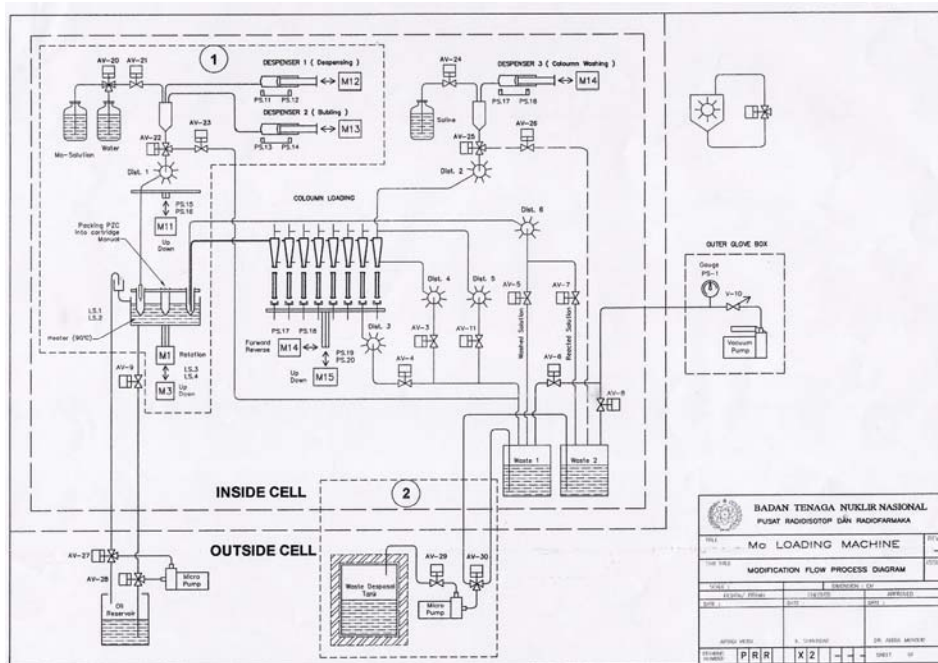 1
AV-20
AV-21
DESPENSER 1 ( Despensing )
M12
PS.11
PS.12
DESPENSER 2 ( Bubling )
M13
PS.13
PS.14
AV-23
Mo-Solution
Water
AV-22
Dist. 1
PS.15
PS.16
M11
Up
Down
Packing PZC
Into cartridge
Manual
LS.1
LS.2
Heater (90°C)
M1
Rotation
LS.3
LS.4
M3
Up
Down
AV-9
AV-24
DESPENSER 3 ( Coloumn Washing )
M14
PS.17
PS.18
Saline
AV-25
AV-26
Dist. 2
COLOUMN LOADING
Dist. 6
Dist. 4
Dist. 5
PS.17
PS.18
Dist. 3
Forward
Reverse
M14
PS.19
PS.20
Up
Down
M15
AV-3
AV-11
AV-4
AV-5
AV-7
Washed Solution
Rejected Solution
AV-6
AV-8
Waste 1
Waste 2
OUTER GLOVE BOX
Gauge
PS-1
V-10
Vacuum
Pump
INSIDE CELL
OUTSIDE CELL
2
AV-27
AV-28
Micro
Pump
Oil
Reservoir
Waste Desposal
Tank
AV-29
AV-30
Micro
Pump
BADAN TENAGA NUKLIR NASIONAL
PUSAT RADIOISOTOP DAN RADIOFARMAKA
Mo LOADING MACHINE
MODIFICATION FLOW PROCESS DIAGRAM
CHECKED
APPROVED
DATE :
DATE :
DATE :
P R R X 2 - - -
SHEET OF